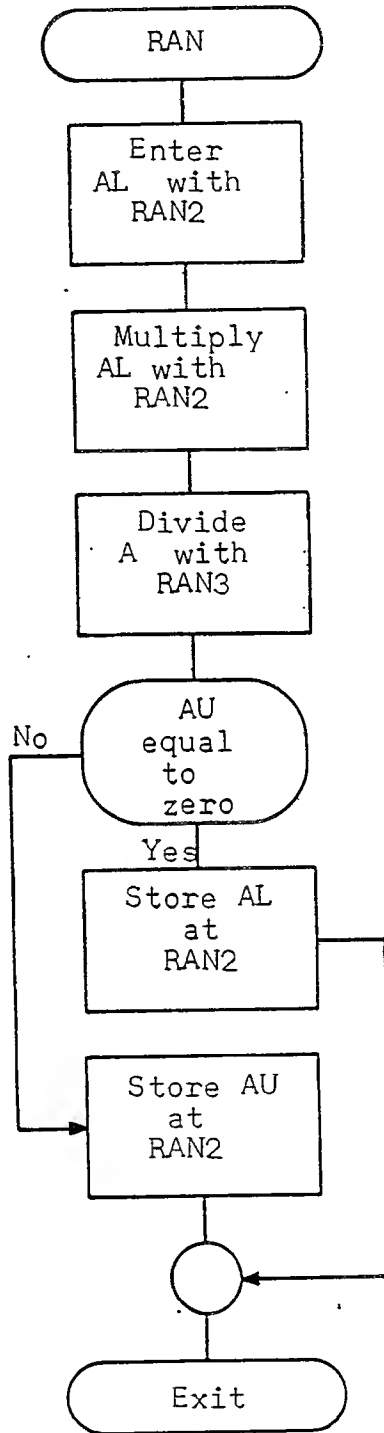 RAN
Enter
AL with
RAN2
Multiply
AL with
RAN2
Divide
A with
RAN3
AU
equal
to
zero
No
Yes
Store AL
at
RAN2
Store AU
at
RAN2
Exit